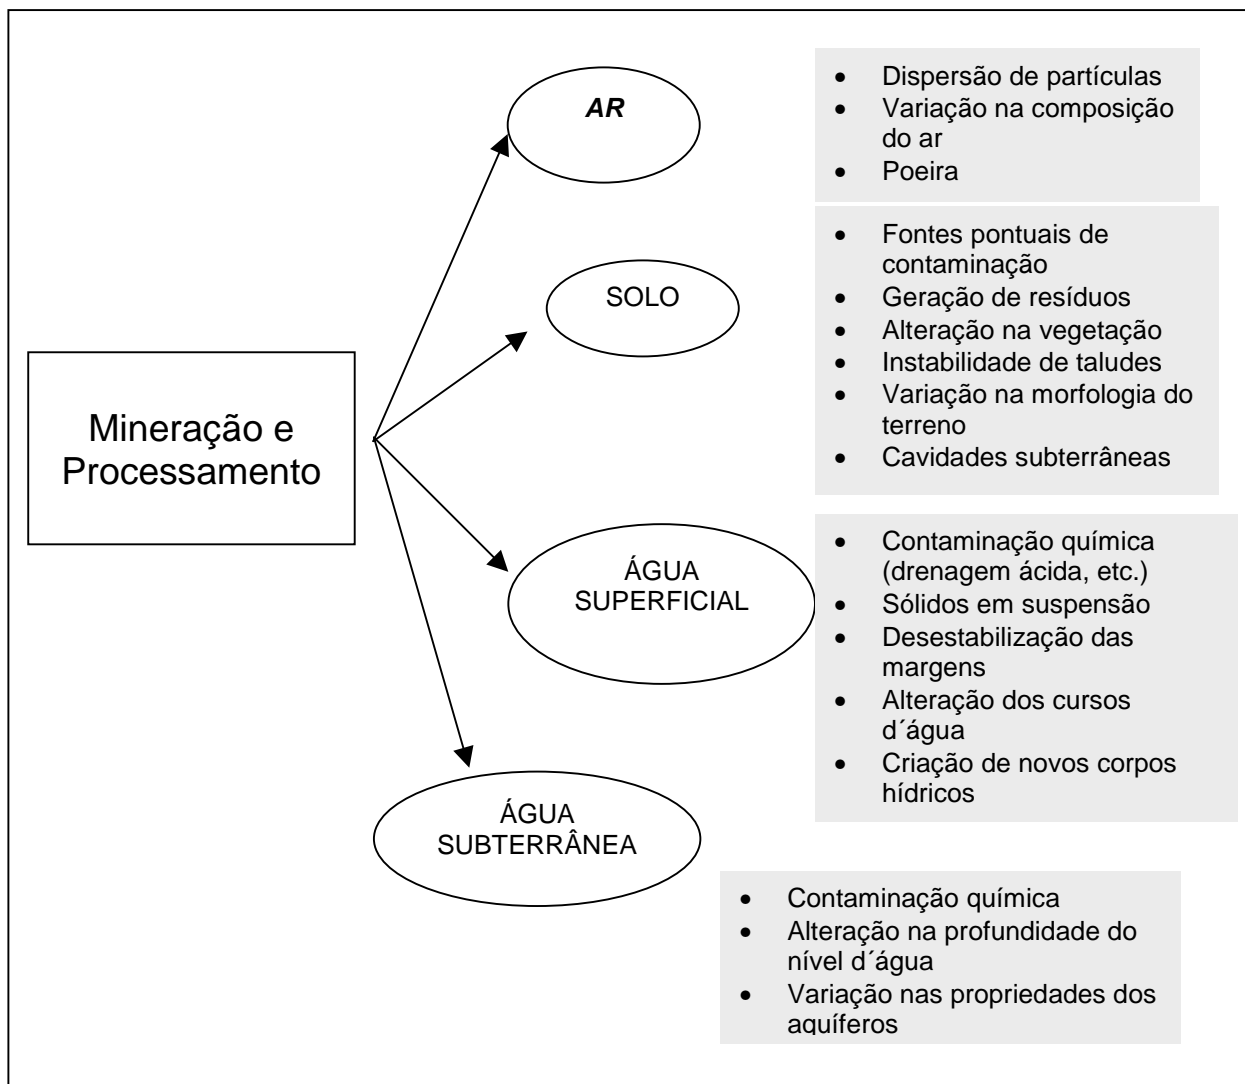 Mineração e
Processamento
AR
• Dispersão de partículas
• Variação na composição
do ar
• Poeira
SOLO
• Fontes pontuais de
contaminação
• Geração de resíduos
• Alteração na vegetação
• Instabilidade de taludes
• Variação na morfologia do
terreno
• Cavidades subterrâneas
ÁGUA
SUPERFICIAL
• Contaminação química
(drenagem ácida, etc.)
• Sólidos em suspensão
• Desestabilização das
margens
• Alteração dos cursos
d´água
• Criação de novos corpos
hídricos
ÁGUA
SUBTERRÂNEA
• Contaminação química
• Alteração na profundidade do
nível d´água
• Variação nas propriedades dos
aquíferos